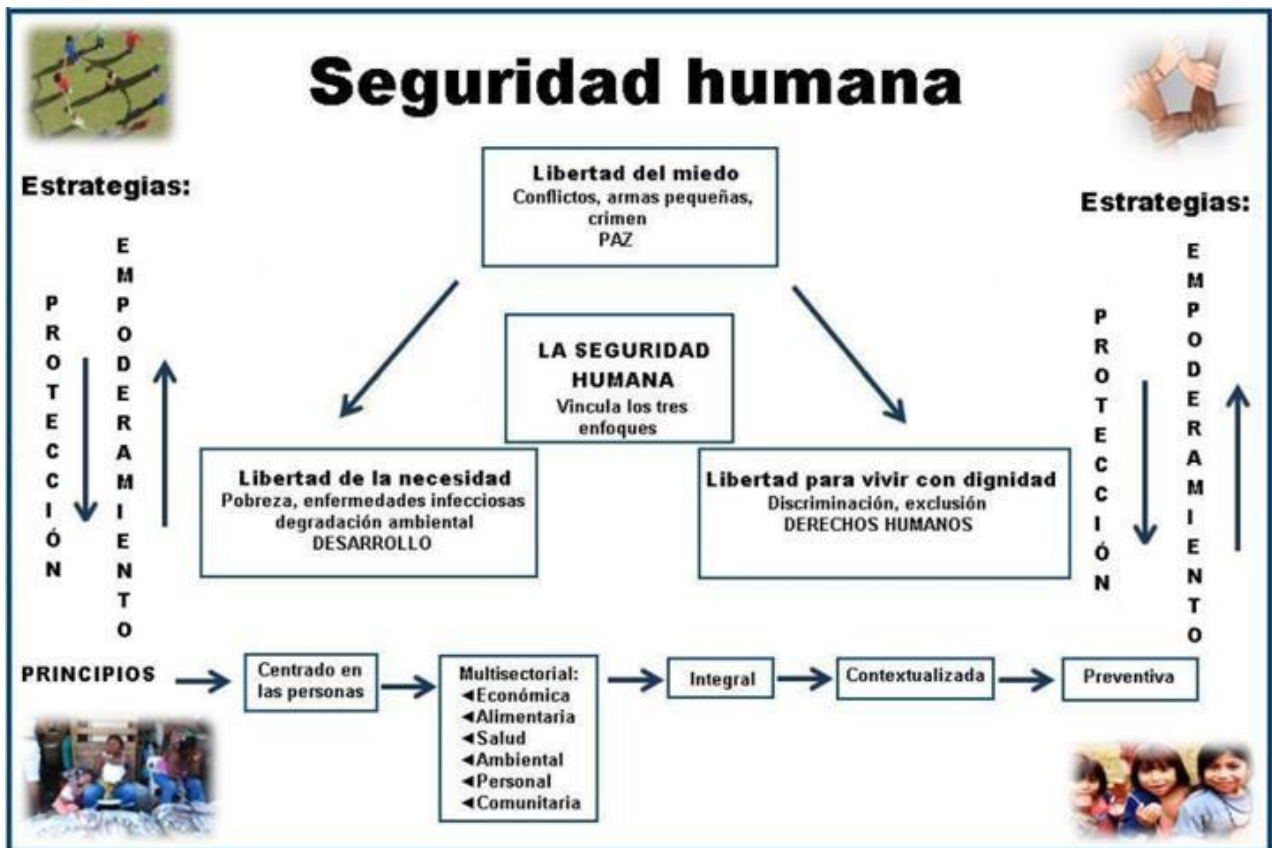 Seguridad humana
Estrategias:
PROTECCIÓN
EMPODERAMIENTO
Libertad del miedo
Conflictos, armas pequeñas,
crimen
PAZ
LA SEGURIDAD
HUMANA
Vincula los tres
enfoques
Libertad de la necesidad
Pobreza, enfermedades infecciosas
degradación ambiental
DESARROLLO
Libertad para vivir con dignidad
Discriminación, exclusión
DERECHOS HUMANOS
Estrategias:
PROTECCIÓN
EMPODERAMIENTO
PRINCIPIOS
Centrado en
las personas
Multisectorial:
◄Económica
◄Alimentaria
◄Salud
◄Ambiental
◄Personal
◄Comunitaria
Integral
Contextualizada
Preventiva